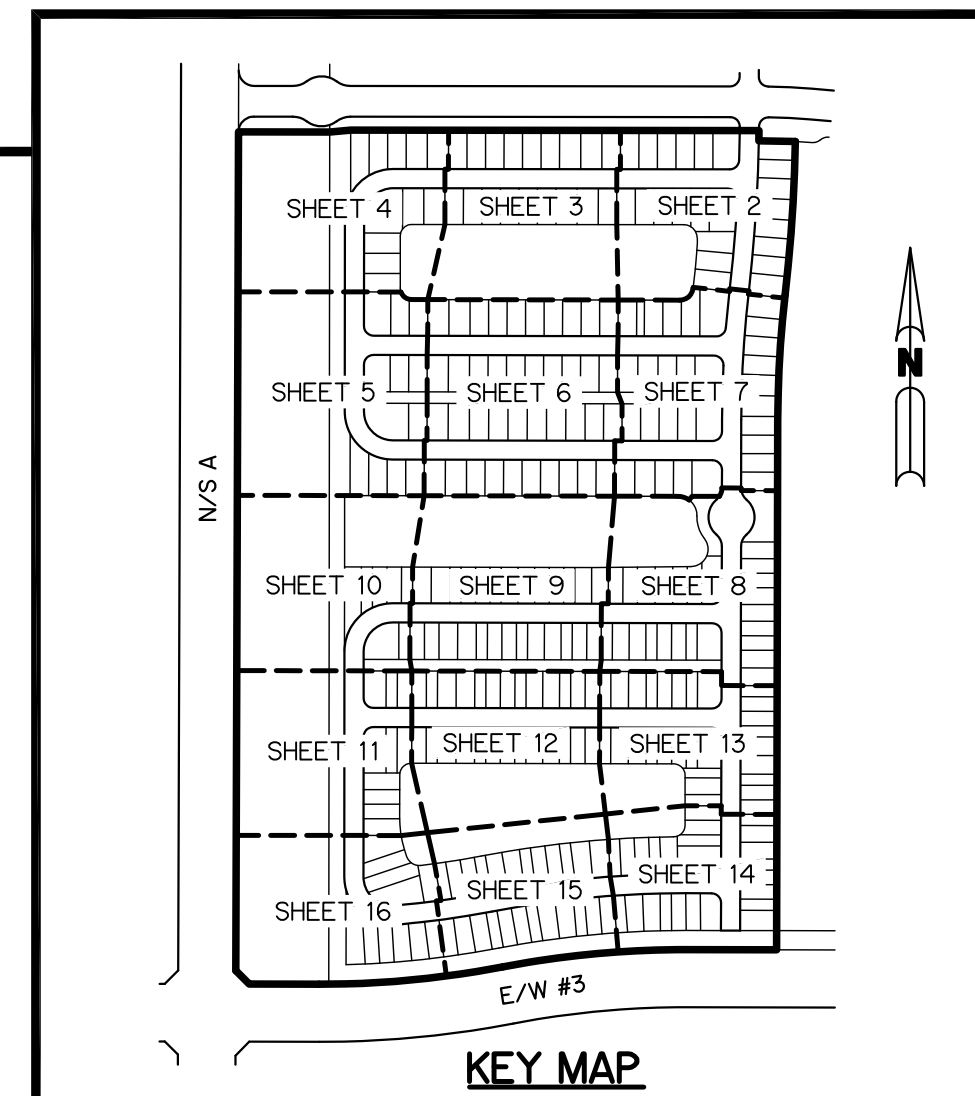 SHEET 4
SHEET 3
SHEET 2
N
SHEET 5
SHEET 6
SHEET 7
N/S A
SHEET 10
SHEET 9
SHEET 8
SHEET 11
SHEET 12
SHEET 13
SHEET 16
SHEET 15
SHEET 14
E/W #3
KEY MAP